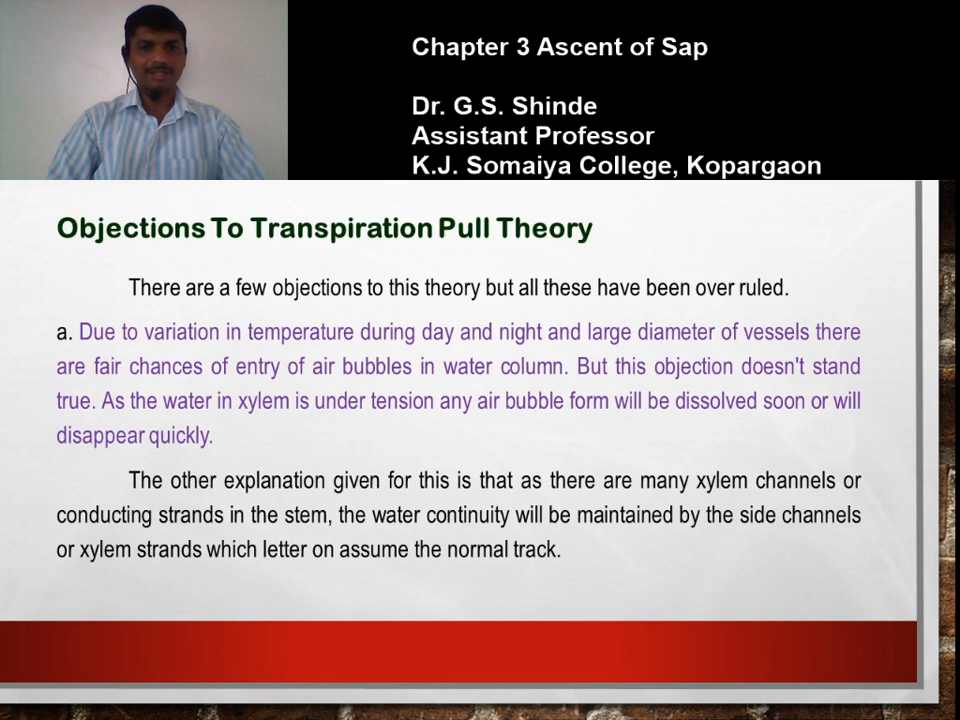 Chapter 3 Ascent of Sap
Dr. G.S. Shinde
Assistant Professor
K.J. Somaiya College, Kopargaon
Objections To Transpiration Pull Theory
There are a few objections to this theory but all these have been over ruled.
a. Due to variation in temperature during day and night and large diameter of vessels there
are fair chances of entry of air bubbles in water column. But this objection doesn't stand
true. As the water in xylem is under tension any air bubble form will be dissolved soon or will
disappear quickly.
The other explanation given for this is that as there are many xylem channels or
conducting strands in the stem, the water continuity will be maintained by the side channels
or xylem strands which letter on assume the normal track.